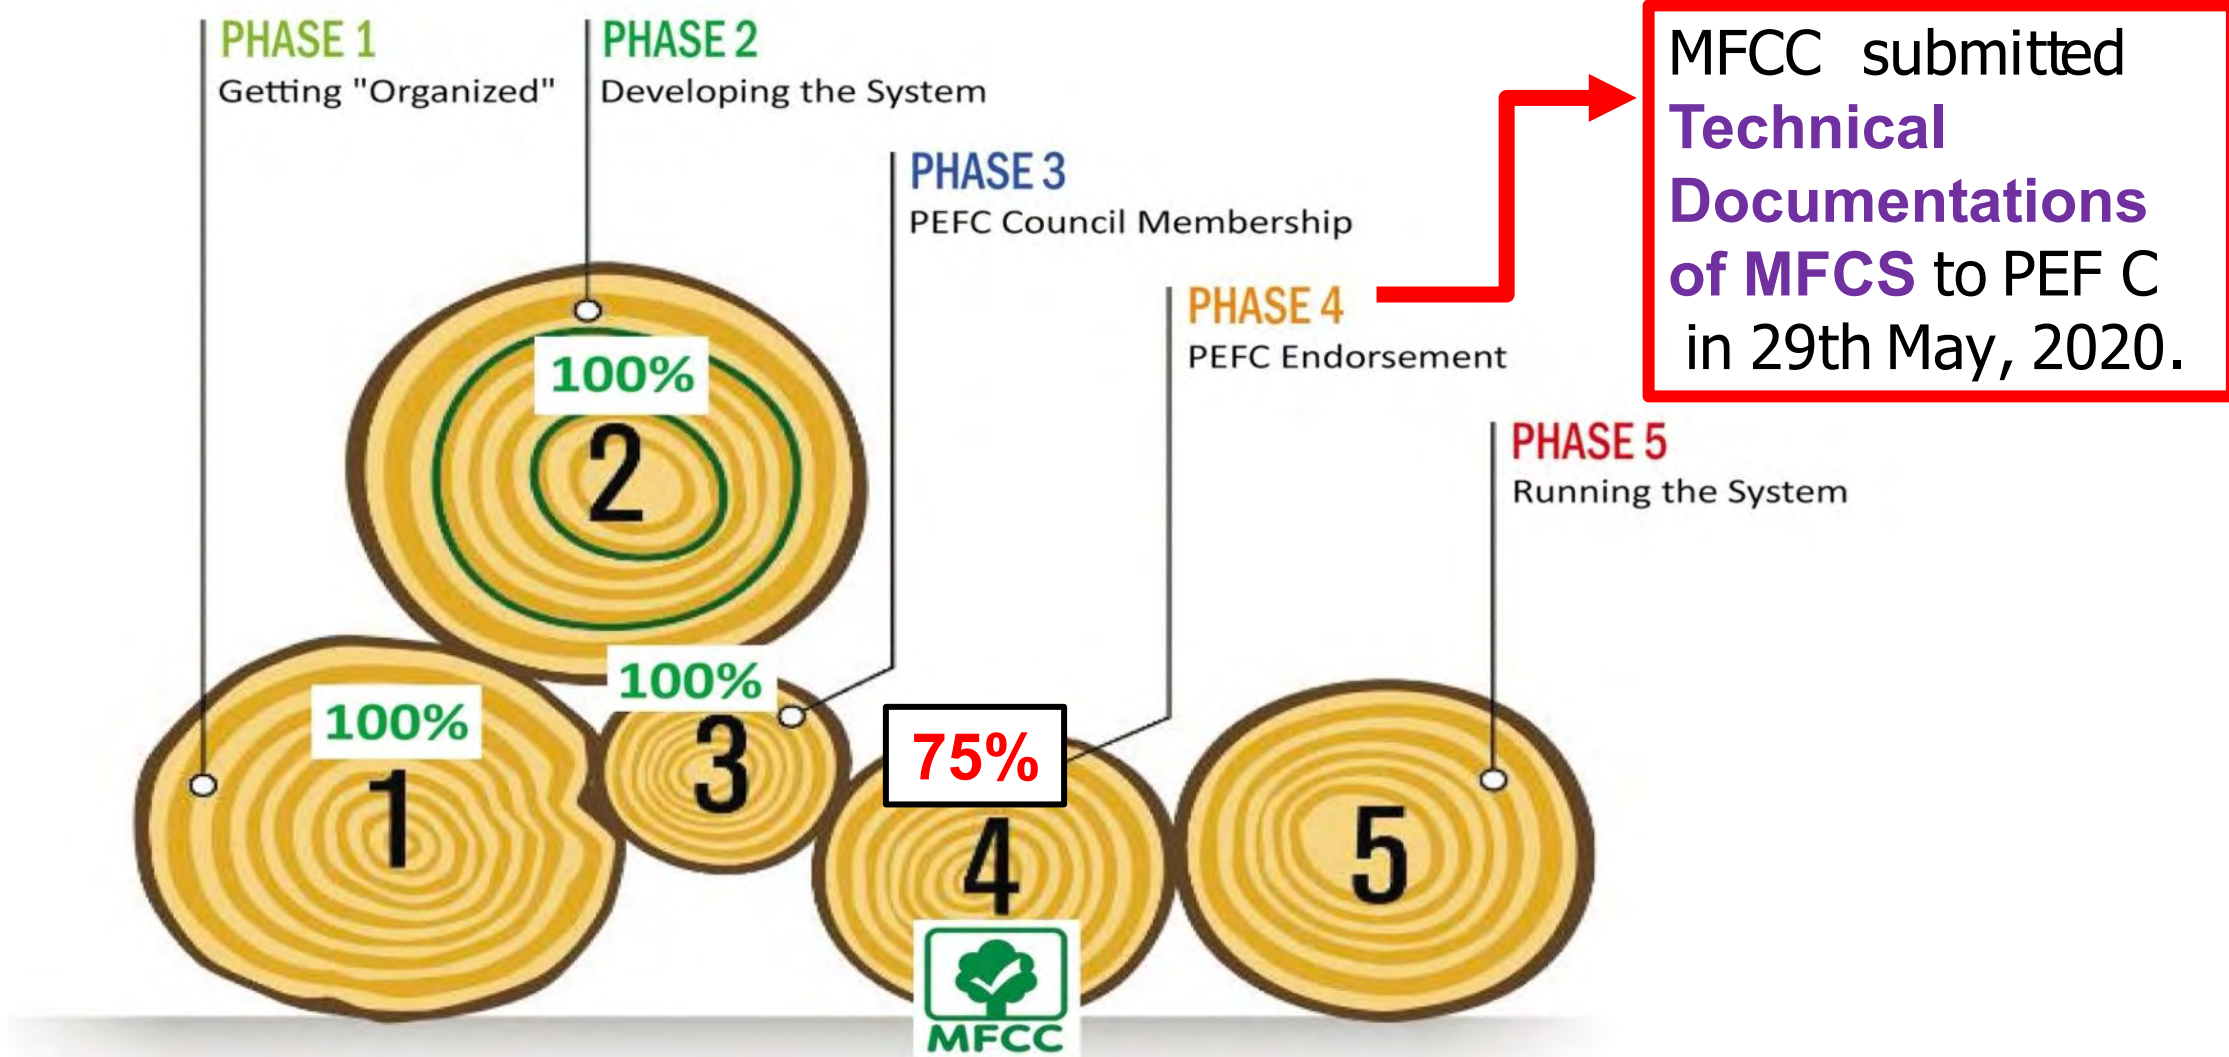 PHASE 1
Getting "Organized"
PHASE 2
Developing the System
PHASE 3
PEFC Council Membership
PHASE 4
PEFC Endorsement
PHASE 5
Running the System
MFCC submitted
Technical
Documentations
of MFCS to PEF C
in 29th May, 2020.
100%
2
100%
1
100%
3
75%
4
5
MFCC